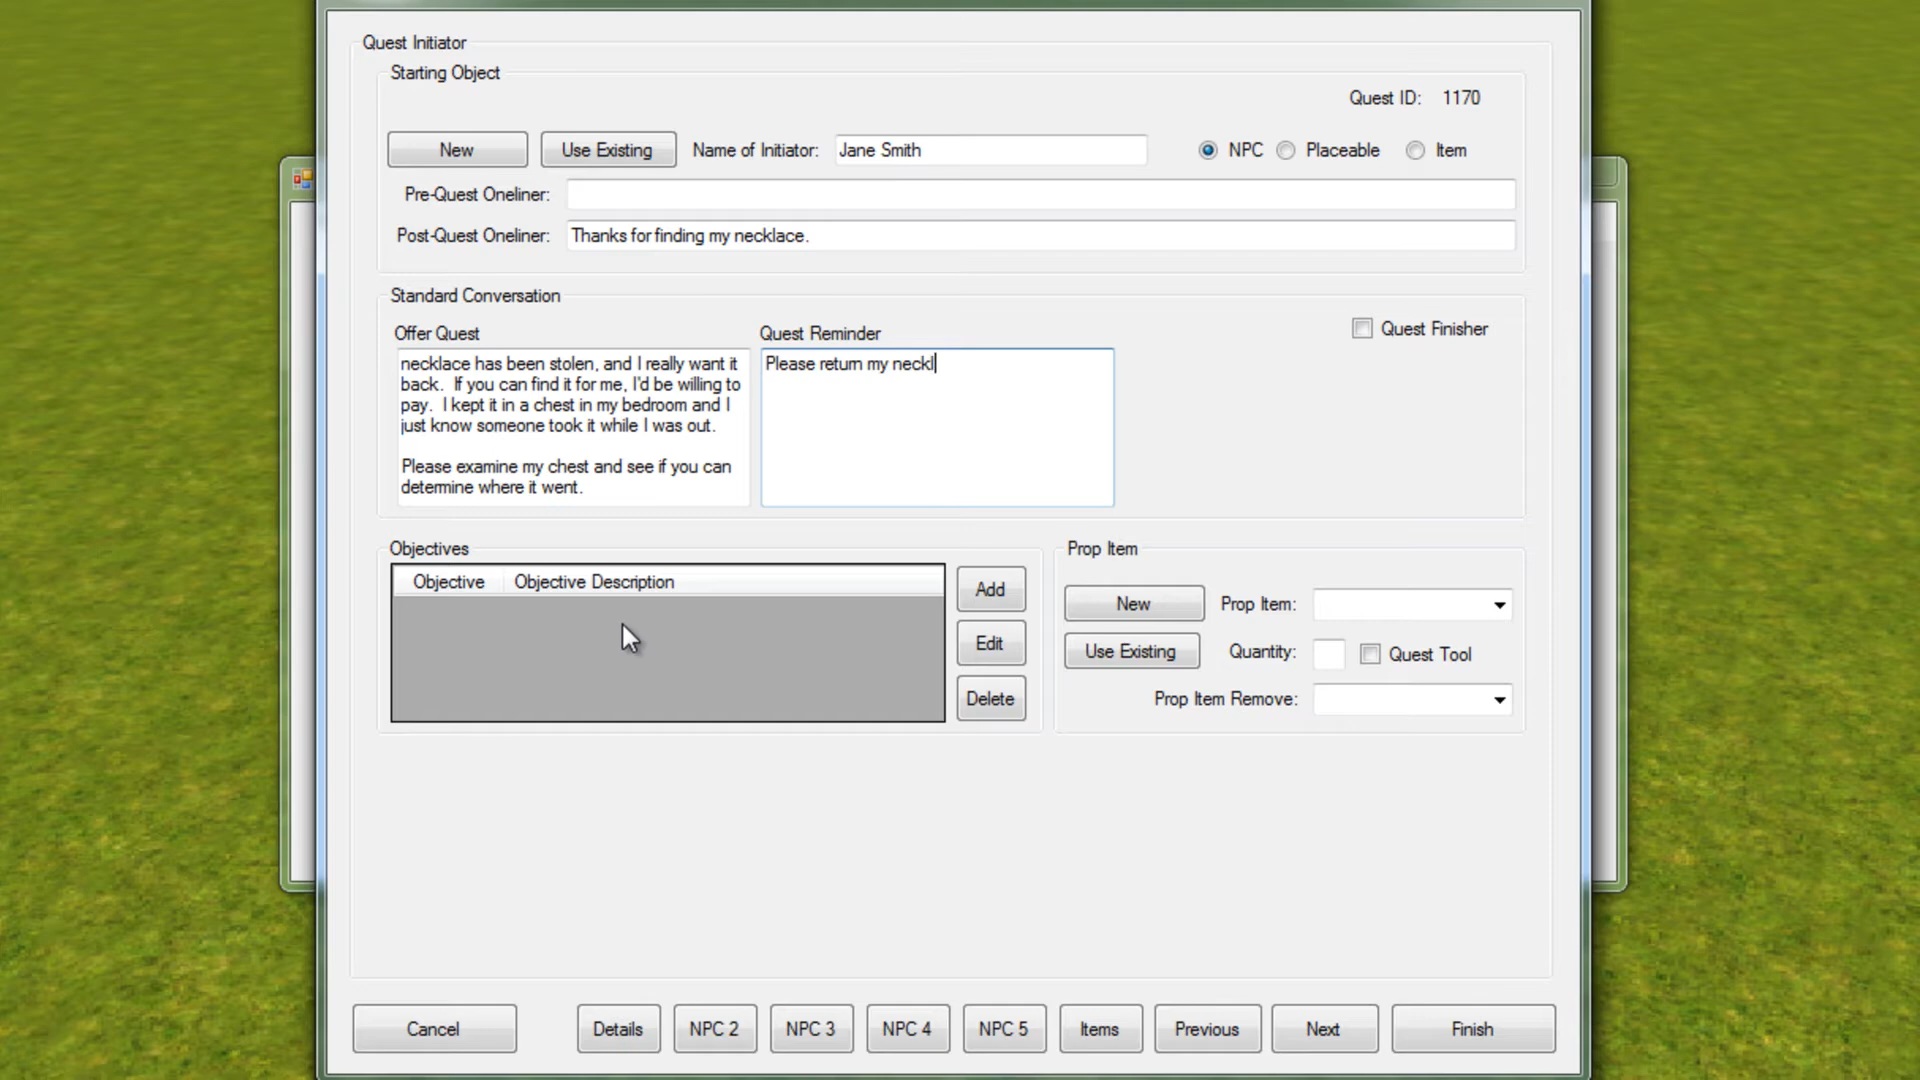 Quest Initiator
Starting Object
Quest ID: 1170
New Use Existing Name of Initiator: Jane Smith NPC Placeable Item
Pre-Quest Oneliner:
Post-Quest Oneliner: Thanks for finding my necklace.
Standard Conversation
Quest Finisher
Offer Quest
necklace has been stolen, and I really want it
back. If you can find it for me, I'd be willing to
pay. I kept it in a chest in my bedroom and I
just know someone took it while I was out.
Please examine my chest and see if you can
determine where it went.
Quest Reminder
Please return my neckl
Objectives
Objective Objective Description
Add
Edit
Delete
Prop Item
New Prop Item:
Use Existing Quantity: Quest Tool
Prop Item Remove:
Cancel Details NPC 2 NPC 3 NPC 4 NPC 5 Items Previous Next Finish